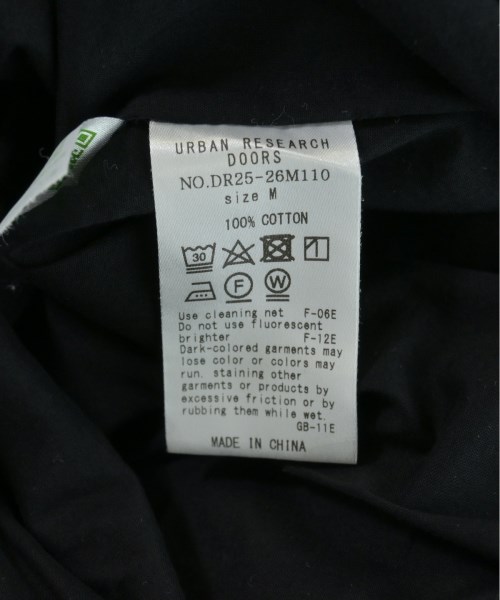 URBAN RESEARCH
DOORS
NO.DR25-26M110
size M
100% COTTON
30
F W
Use cleaning net F-06E
Do not use fluorescent
brighter F-12E
Dark-colored garments may
lose color or colors may
run. staining other
garments or products by
excessive friction or by
rubbing them while wet.
GB-11E
MADE IN CHINA